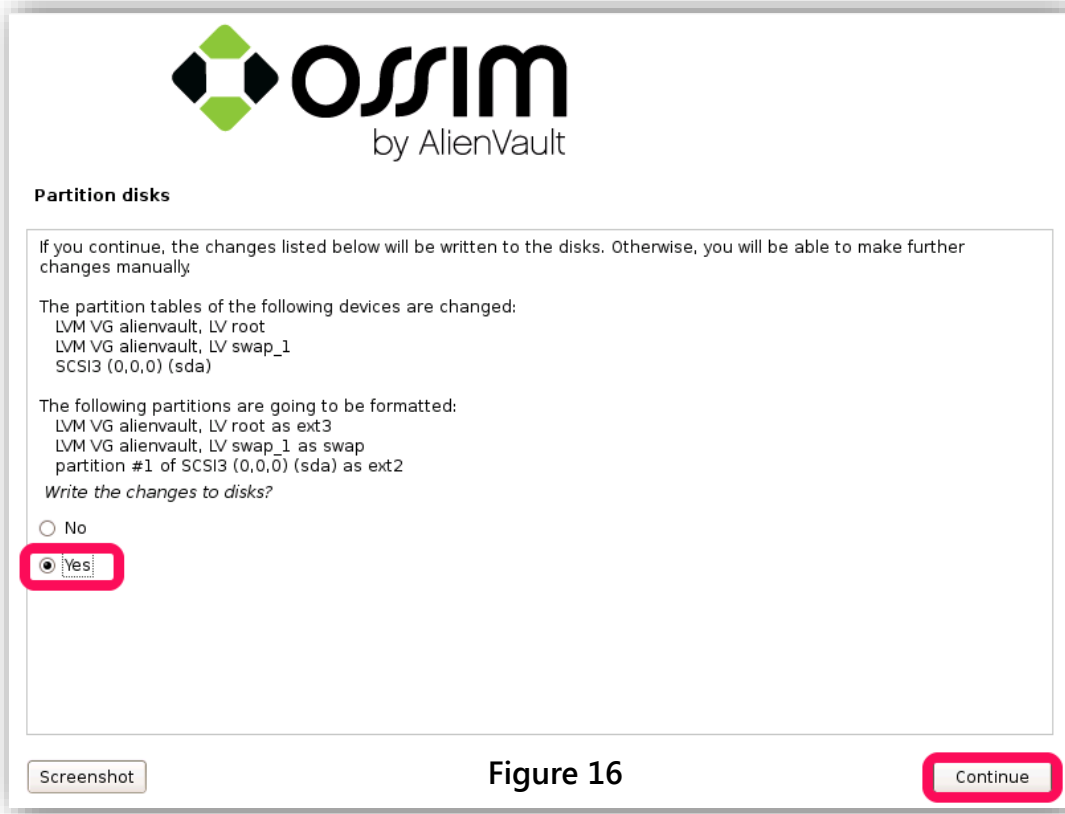 OSSIM
by AlienVault
Partition disks
If you continue, the changes listed below will be written to the disks. Otherwise, you will be able to make further
changes manually.
The partition tables of the following devices are changed:
LVM VG alienvault, LV root
LVM VG alienvault, LV swap_1
SCSI3 (0,0,0) (sda)
The following partitions are going to be formatted:
LVM VG alienvault, LV root as ext3
LVM VG alienvault, LV swap_1 as swap
partition #1 of SCSI3 (0,0,0) (sda) as ext2
Write the changes to disks?
No
Yes
Screenshot
Figure 16
Continue